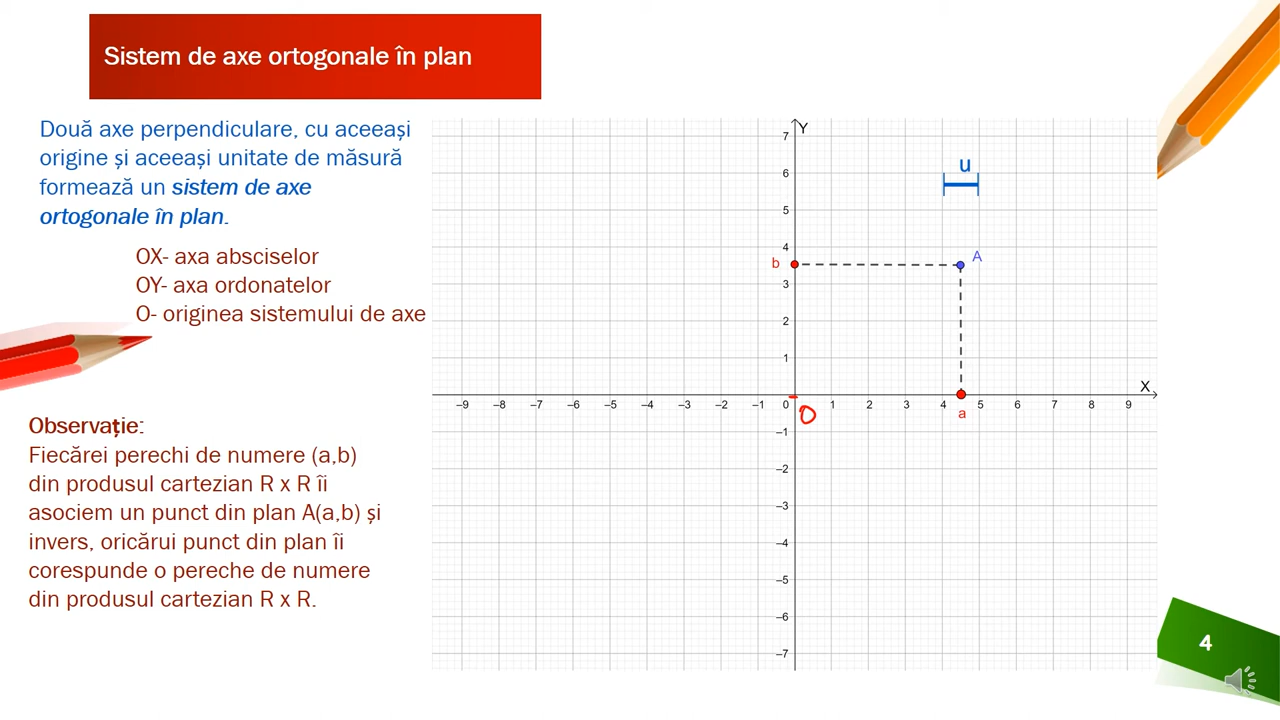 Sistem de axe ortogonale în plan
Două axe perpendiculare, cu aceeași
origine și aceeași unitate de măsură
formează un sistem de axe
ortogonale în plan.
OX- axa absciselor
OY- axa ordonatelor
O- originea sistemului de axe
Observație:
Fiecărei perechi de numere (a,b)
din produsul cartezian R x R îi
asociem un punct din plan A(a,b) și
invers, oricărui punct din plan îi
corespunde o pereche de numere
din produsul cartezian R x R.
Y
7
6
5
4
3
2
1
u
b
A
X
–9 –8 –7 –6 –5 –4 –3 –2 –1 0 1 2 3 4 5 6 7 8 9
O
a
–1
–2
–3
–4
–5
–6
–7
4